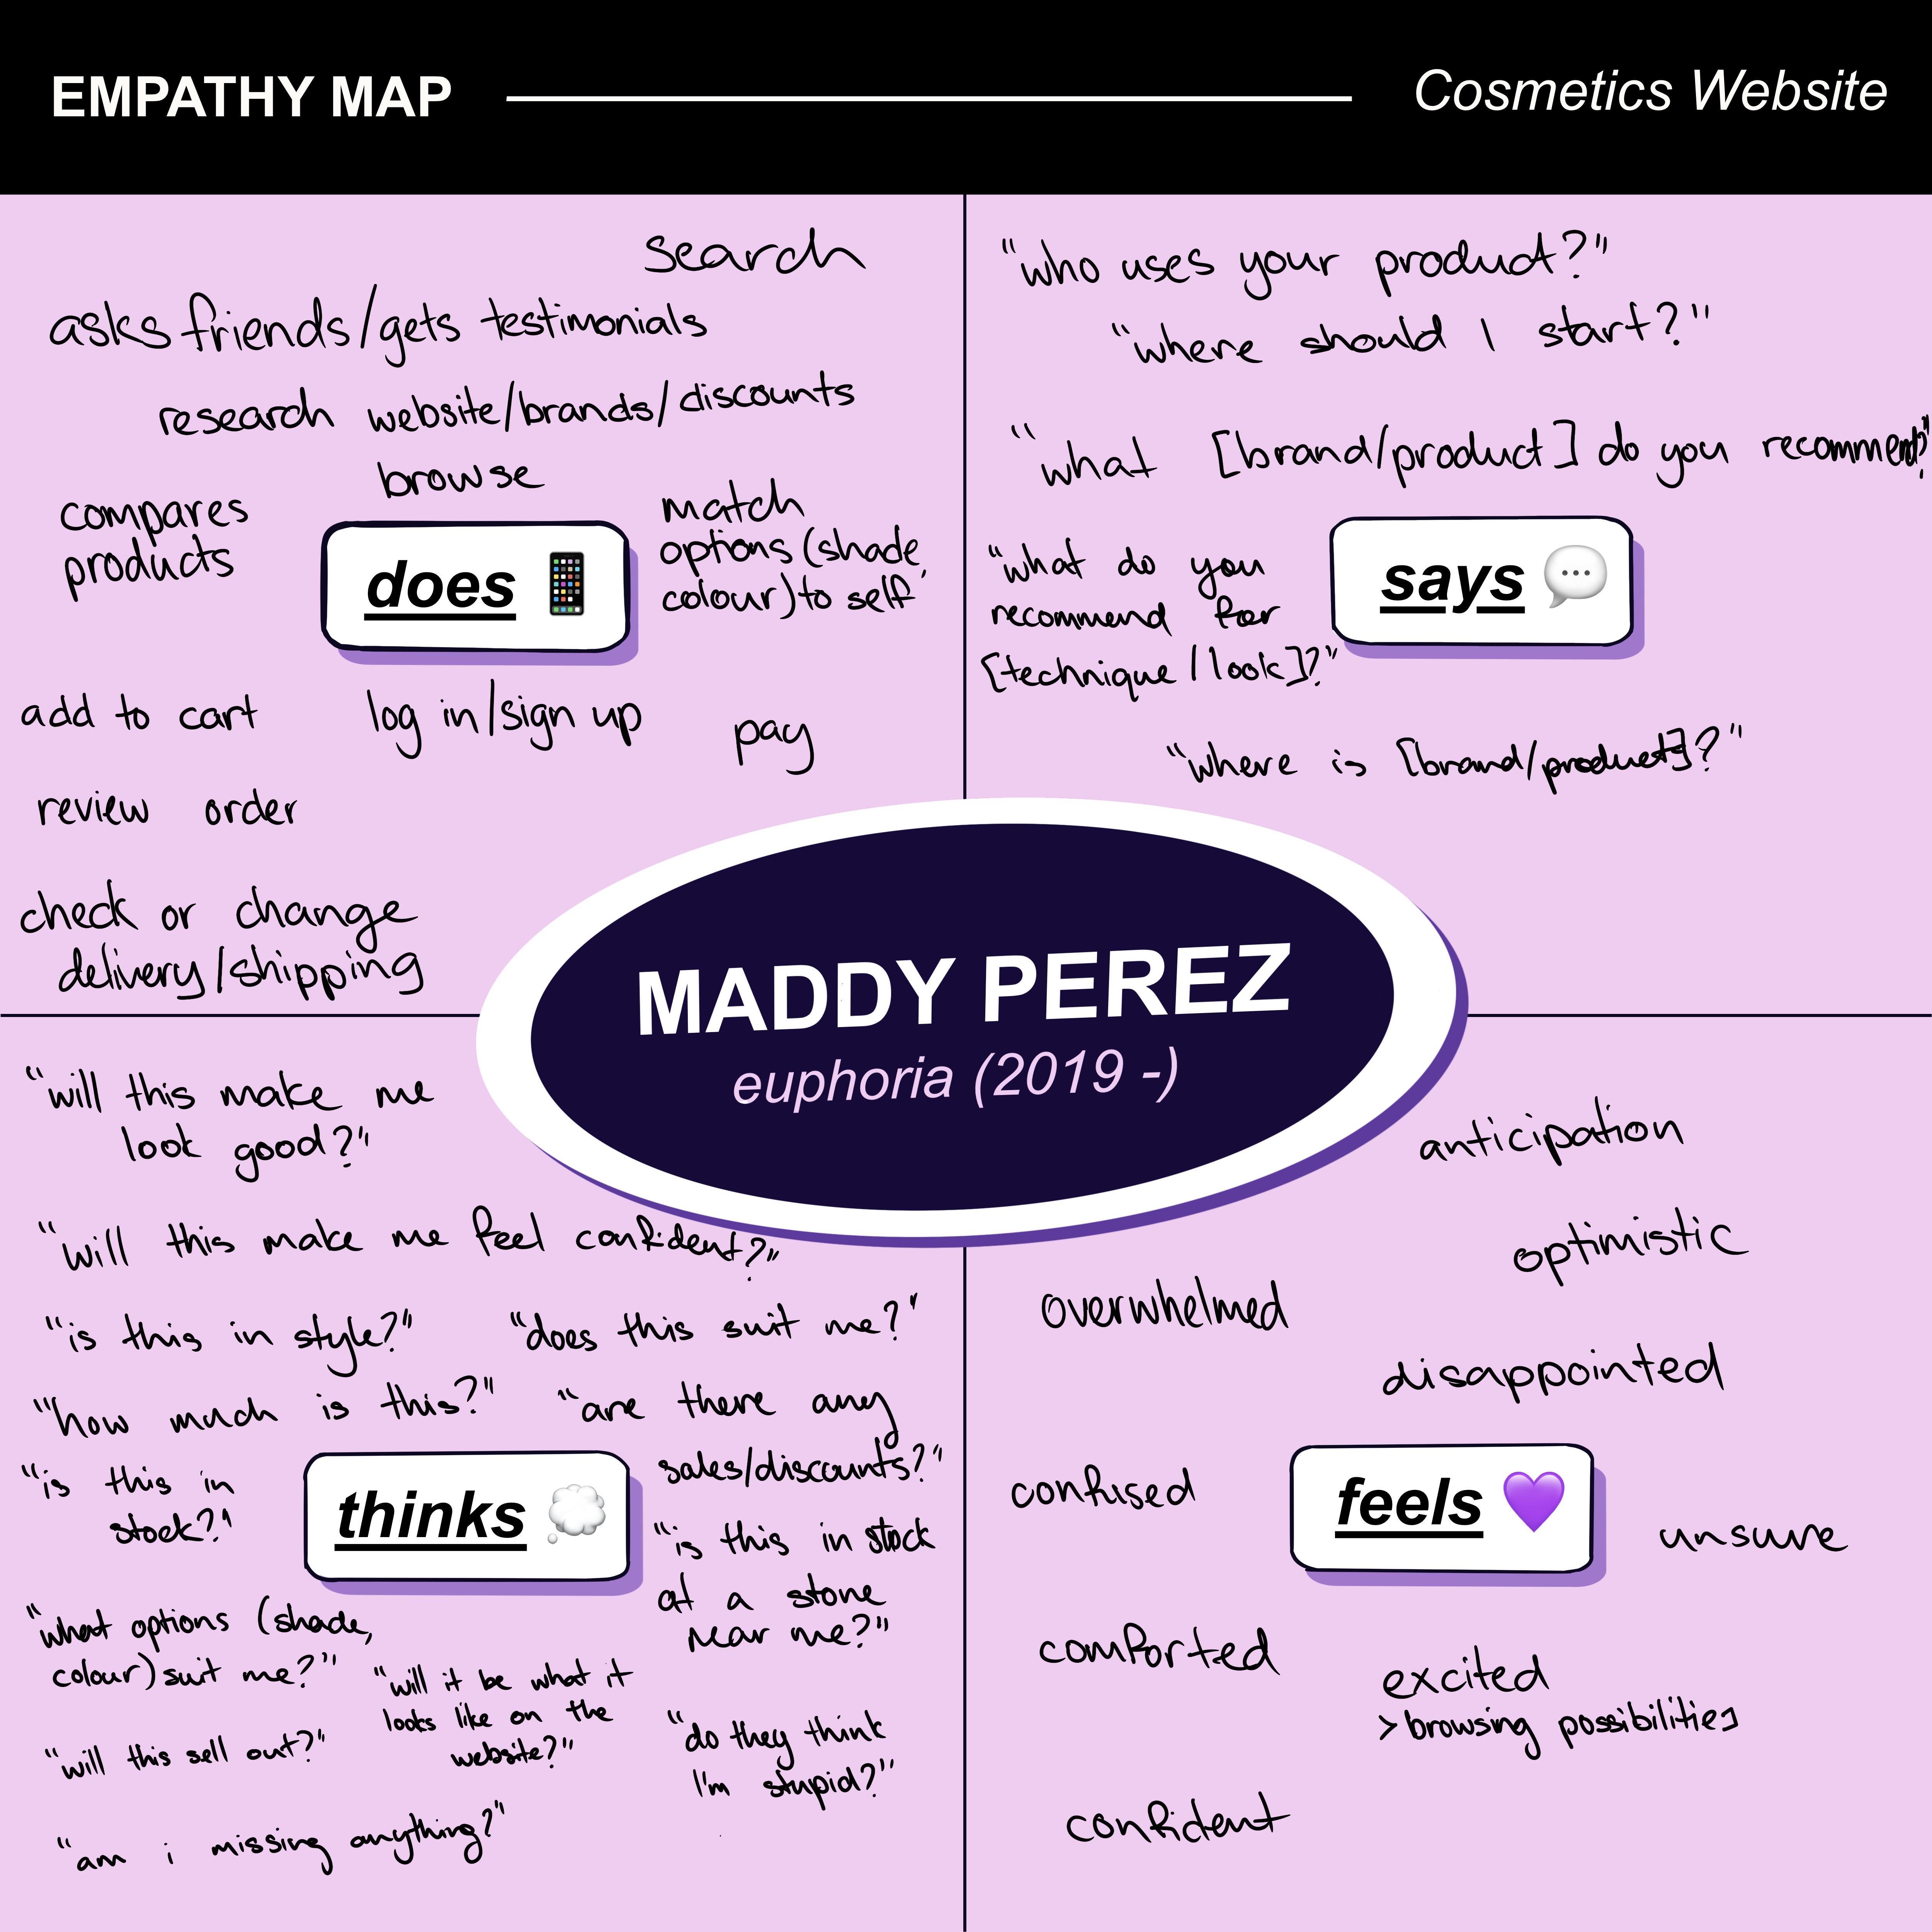 EMPATHY MAP
Cosmetics Website
search
asks friends/gets testimonials
research website/brands/discounts
browse
compares
products
match
options (shade,
colour) to self
does
add to cart
log in/sign up
pay
review order
check or change
delivery/shipping
"who uses your product?"
"where should I start?"
"what [brand/product] do you recommend?"
"what do you
recommend for
[technique/look]?"
says
"where is [brand/product]?"
MADDY PEREZ
euphoria (2019 -)
"will this make me
look good?"
"will this make me feel confident?"
"is this in style?"
"does this suit me?"
"how much is this?"
"are there any
sales/discounts?"
"is this in
stock?"
thinks
"is this in stock
at a store
near me?"
"what options (shade,
colour) suit me?"
"will it be what it
looks like on the
website?"
"will this sell out?"
"do they think
I'm stupid?"
"am i missing anything?"
anticipation
optimistic
overwhelmed
disappointed
confused
feels
unsure
comforted
excited
>browsing possibilities
confident